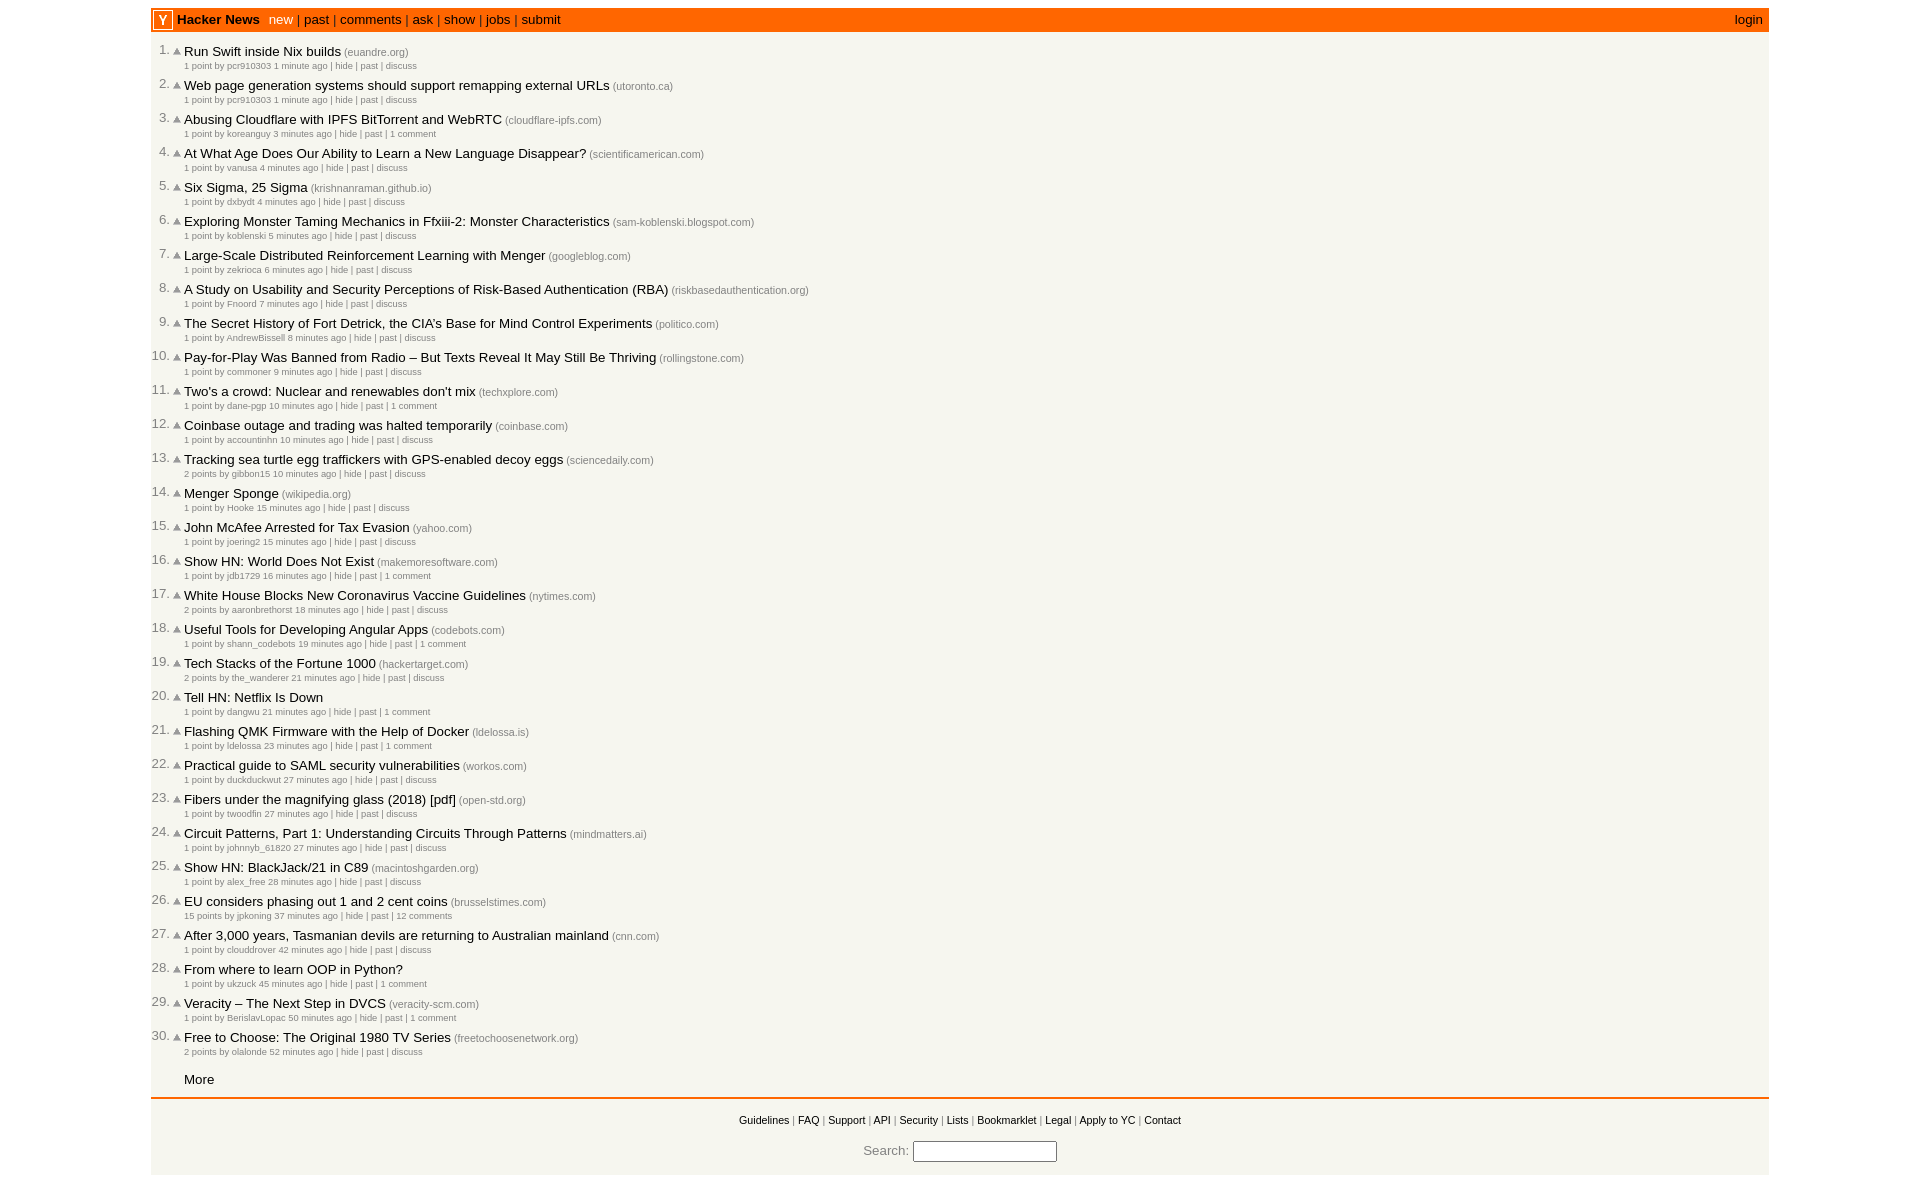 Y Hacker News new | past | comments | ask | show | jobs | submit login
1. Run Swift inside Nix builds (euandre.org)
1 point by pcr910303 1 minute ago | hide | past | discuss
2. Web page generation systems should support remapping external URLs (utoronto.ca)
1 point by pcr910303 1 minute ago | hide | past | discuss
3. Abusing Cloudflare with IPFS BitTorrent and WebRTC (cloudflare-ipfs.com)
1 point by koreanguy 3 minutes ago | hide | past | 1 comment
4. At What Age Does Our Ability to Learn a New Language Disappear? (scientificamerican.com)
1 point by vanusa 4 minutes ago | hide | past | discuss
5. Six Sigma, 25 Sigma (krishnanraman.github.io)
1 point by dxbydt 4 minutes ago | hide | past | discuss
6. Exploring Monster Taming Mechanics in Ffxiii-2: Monster Characteristics (sam-koblenski.blogspot.com)
1 point by koblenski 5 minutes ago | hide | past | discuss
7. Large-Scale Distributed Reinforcement Learning with Menger (googleblog.com)
1 point by zekrioca 6 minutes ago | hide | past | discuss
8. A Study on Usability and Security Perceptions of Risk-Based Authentication (RBA) (riskbasedauthentication.org)
1 point by Fnoord 7 minutes ago | hide | past | discuss
9. The Secret History of Fort Detrick, the CIA's Base for Mind Control Experiments (politico.com)
1 point by AndrewBissell 8 minutes ago | hide | past | discuss
10. Pay-for-Play Was Banned from Radio – But Texts Reveal It May Still Be Thriving (rollingstone.com)
1 point by commoner 9 minutes ago | hide | past | discuss
11. Two's a crowd: Nuclear and renewables don't mix (techxplore.com)
1 point by dane-pgp 10 minutes ago | hide | past | 1 comment
12. Coinbase outage and trading was halted temporarily (coinbase.com)
1 point by accountinhn 10 minutes ago | hide | past | discuss
13. Tracking sea turtle egg traffickers with GPS-enabled decoy eggs (sciencedaily.com)
2 points by gibbon15 10 minutes ago | hide | past | discuss
14. Menger Sponge (wikipedia.org)
1 point by Hooke 15 minutes ago | hide | past | discuss
15. John McAfee Arrested for Tax Evasion (yahoo.com)
1 point by joering2 15 minutes ago | hide | past | discuss
16. Show HN: World Does Not Exist (makemoresoftware.com)
1 point by jdb1729 16 minutes ago | hide | past | 1 comment
17. White House Blocks New Coronavirus Vaccine Guidelines (nytimes.com)
2 points by aaronbrethorst 18 minutes ago | hide | past | discuss
18. Useful Tools for Developing Angular Apps (codebots.com)
1 point by shann_codebots 19 minutes ago | hide | past | 1 comment
19. Tech Stacks of the Fortune 1000 (hackertarget.com)
2 points by the_wanderer 21 minutes ago | hide | past | discuss
20. Tell HN: Netflix Is Down
1 point by dangwu 21 minutes ago | hide | past | 1 comment
21. Flashing QMK Firmware with the Help of Docker (ldelossa.is)
1 point by ldelossa 23 minutes ago | hide | past | 1 comment
22. Practical guide to SAML security vulnerabilities (workos.com)
1 point by duckduckwut 27 minutes ago | hide | past | discuss
23. Fibers under the magnifying glass (2018) [pdf] (open-std.org)
1 point by twoodfin 27 minutes ago | hide | past | discuss
24. Circuit Patterns, Part 1: Understanding Circuits Through Patterns (mindmatters.ai)
1 point by johnnyb_61820 27 minutes ago | hide | past | discuss
25. Show HN: BlackJack/21 in C89 (macintoshgarden.org)
1 point by alex_free 28 minutes ago | hide | past | discuss
26. EU considers phasing out 1 and 2 cent coins (brusselstimes.com)
15 points by jpkoning 37 minutes ago | hide | past | 12 comments
27. After 3,000 years, Tasmanian devils are returning to Australian mainland (cnn.com)
1 point by clouddrover 42 minutes ago | hide | past | discuss
28. From where to learn OOP in Python?
1 point by ukzuck 45 minutes ago | hide | past | 1 comment
29. Veracity – The Next Step in DVCS (veracity-scm.com)
1 point by BerislavLopac 50 minutes ago | hide | past | 1 comment
30. Free to Choose: The Original 1980 TV Series (freetochoosenetwork.org)
2 points by olalonde 52 minutes ago | hide | past | discuss
More
Guidelines | FAQ | Support | API | Security | Lists | Bookmarklet | Legal | Apply to YC | Contact
Search: